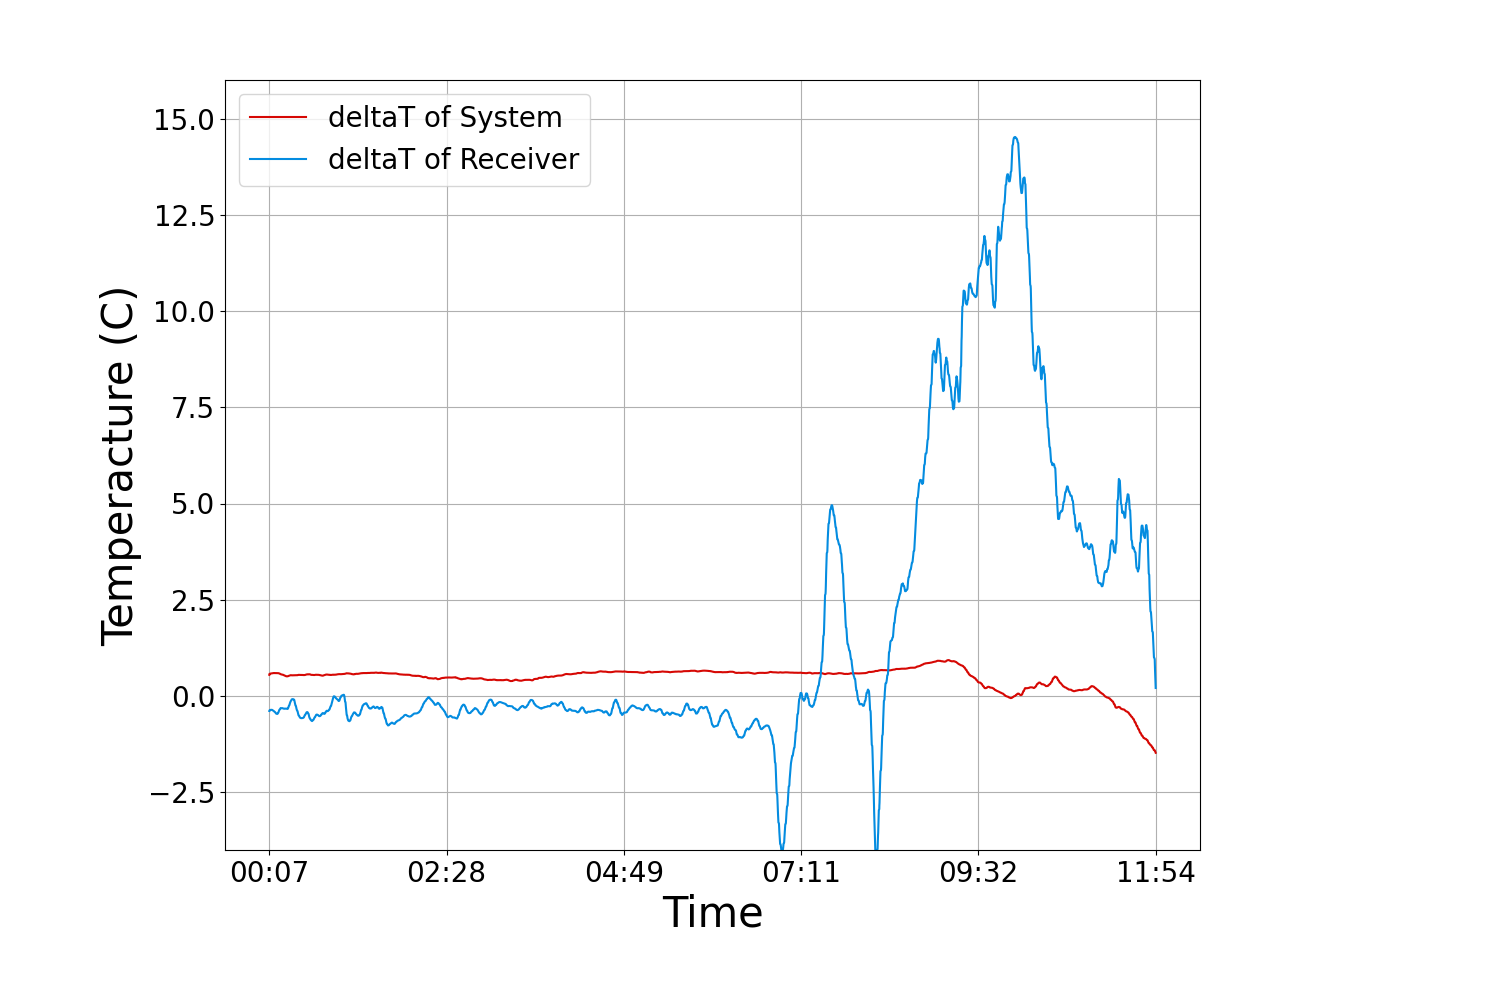 deltaT of System
deltaT of Receiver
15.0
12.5
10.0
7.5
5.0
2.5
0.0
−2.5
Temperacture (C)
00:07 02:28 04:49 07:11 09:32 11:54
Time